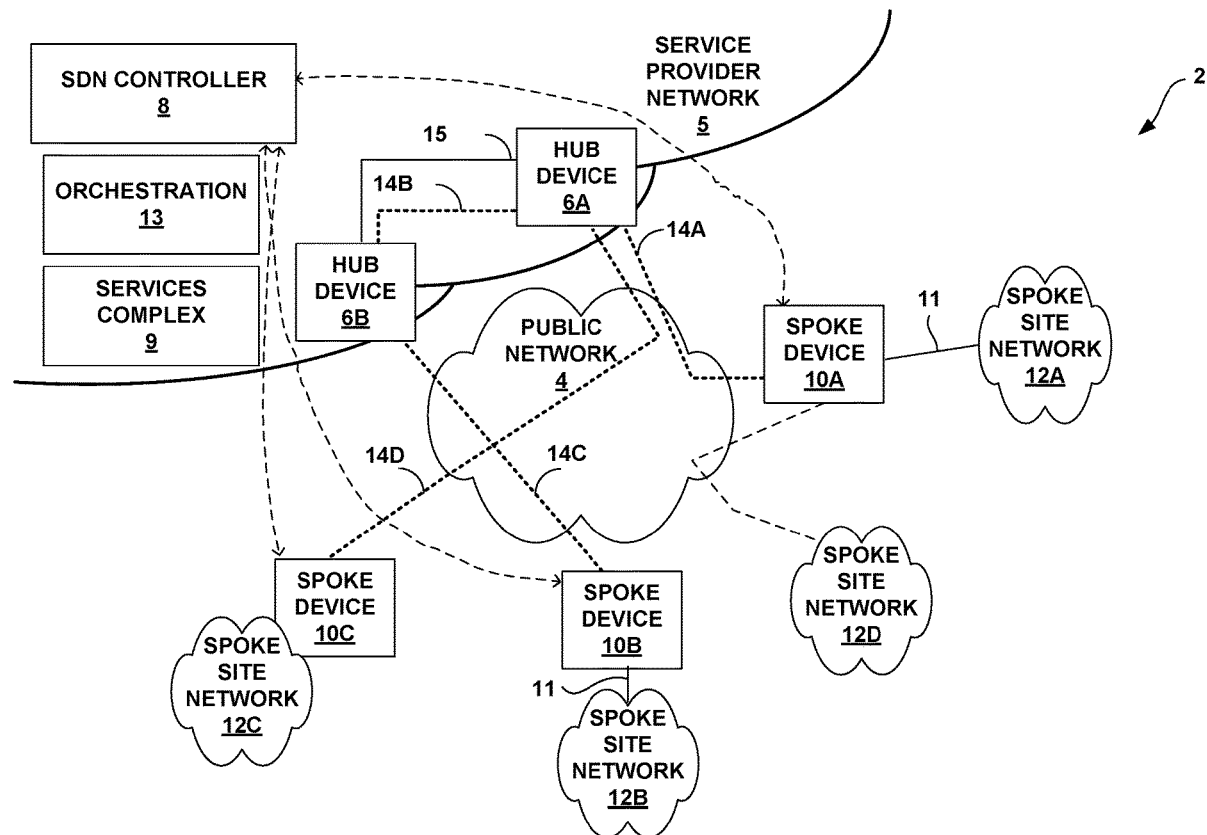 SDN CONTROLLER
8
ORCHESTRATION
13
SERVICES
COMPLEX
9
SERVICE
PROVIDER
NETWORK
5
2
15
14B
HUB
DEVICE
6A
14A
HUB
DEVICE
6B
PUBLIC
NETWORK
4
SPOKE
DEVICE
10A
11
SPOKE
SITE
NETWORK
12A
14D
14C
SPOKE
DEVICE
10C
SPOKE
SITE
NETWORK
12C
SPOKE
DEVICE
10B
11
SPOKE
SITE
NETWORK
12B
SPOKE
SITE
NETWORK
12D